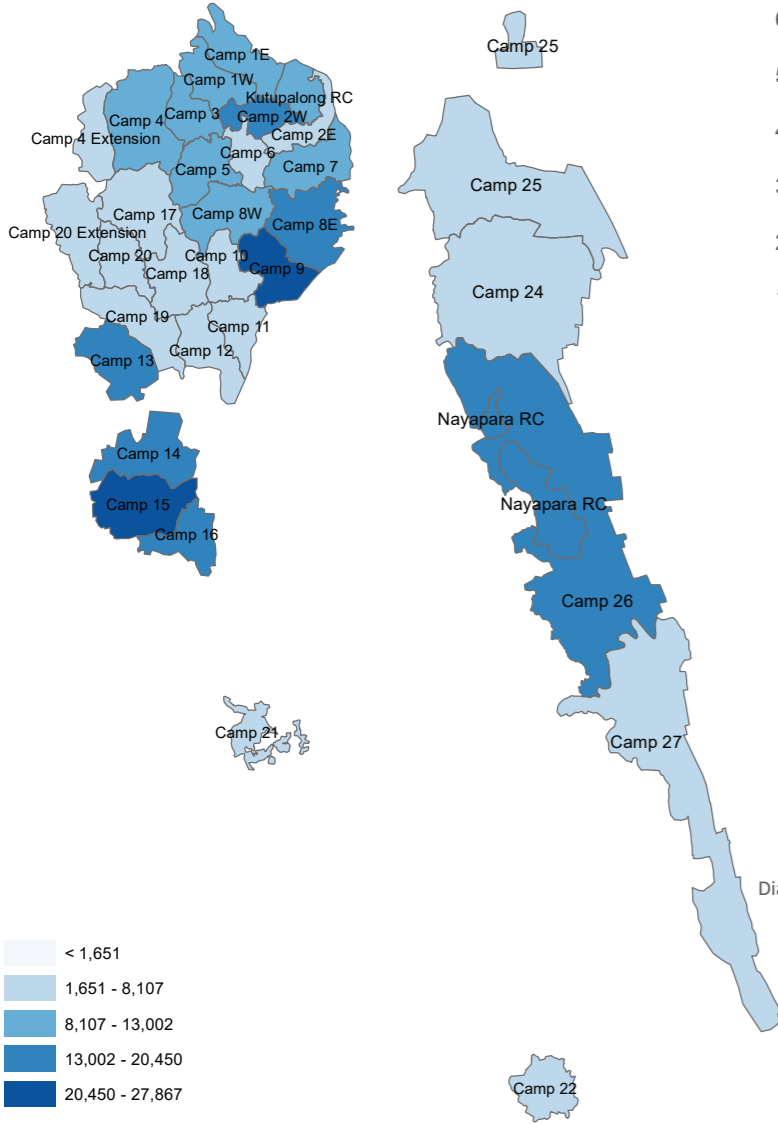 Camp 25
Camp 1E
Camp 1W
Kutupalong RC
Camp 4
Camp 3
Camp 2W
Camp 4 Extension
Camp 2E
Camp 6
Camp 5
Camp 7
Camp 25
Camp 17
Camp 8W
Camp 8E
Camp 20 Extension
Camp 20
Camp 10
Camp 18
Camp 9
Camp 24
Camp 19
Camp 11
Camp 12
Camp 13
Nayapara RC
Camp 14
Camp 15
Nayapara RC
Camp 16
Camp 26
Camp 21
Camp 27
Dia
< 1,651
1,651 - 8,107
8,107 - 13,002
13,002 - 20,450
20,450 - 27,867
Camp 22